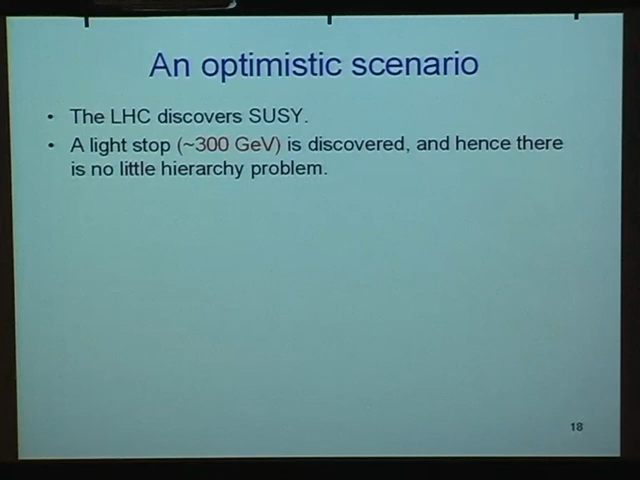 An optimistic scenario
• The LHC discovers SUSY.
• A light stop (~300 GeV) is discovered, and hence there
is no little hierarchy problem.
18